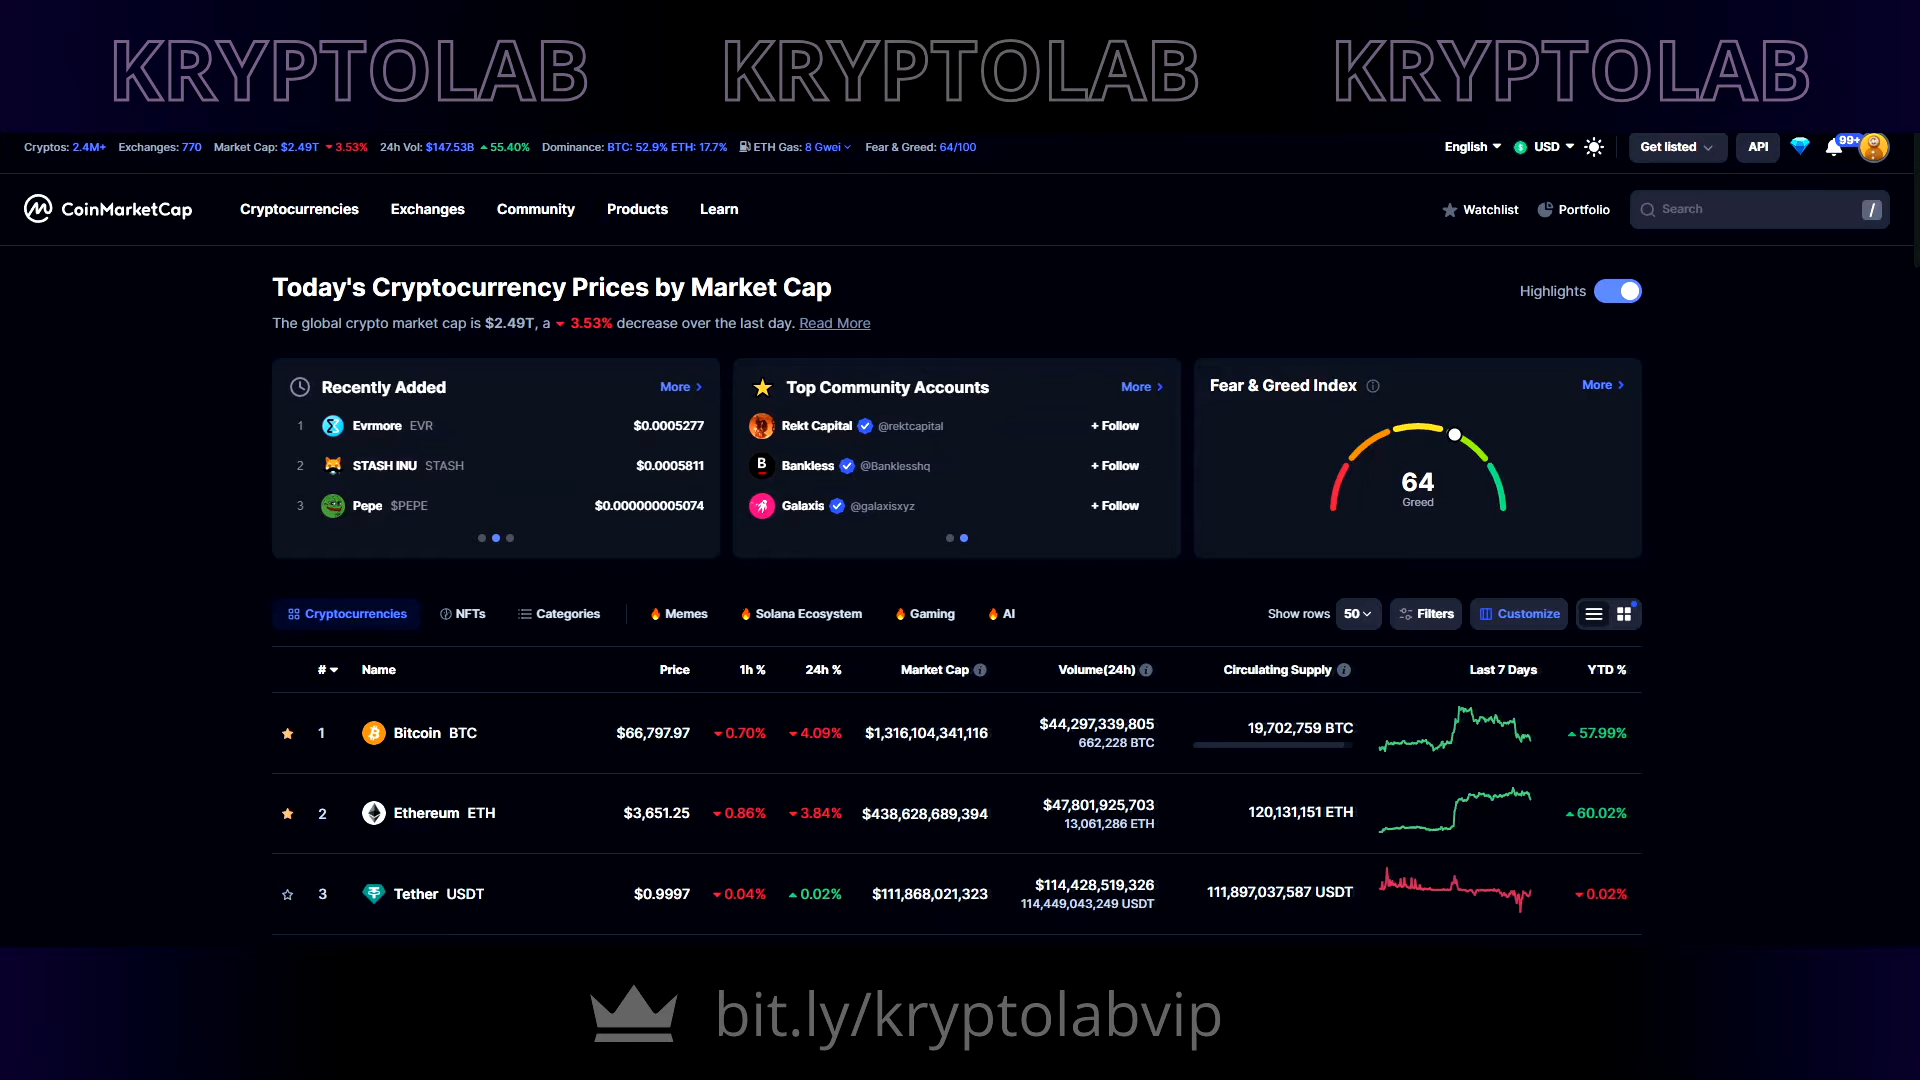 KRYPTOLAB KRYPTOLAB KRYPTOLAB
Cryptos: 2.4M+ Exchanges: 770 Market Cap: $2.49T 3.53% 24h Vol: $147.53B 55.40% Dominance: BTC: 52.9% ETH: 17.7% ETH Gas: 8 Gwei Fear & Greed: 64/100 English USD Get listed API 99+
CoinMarketCap Cryptocurrencies Exchanges Community Products Learn Watchlist Portfolio Search /
Today's Cryptocurrency Prices by Market Cap Highlights
The global crypto market cap is $2.49T, a 3.53% decrease over the last day. Read More
Recently Added More >
1 Evrmore EVR $0.0005277
2 STASH INU STASH $0.0005811
3 Pepe $PEPE $0.000000005074
Top Community Accounts More >
Rekt Capital @rektcapital + Follow
B Bankless @Banklesshq + Follow
Galaxis @galaxisxyz + Follow
Fear & Greed Index More >
64
Greed
Cryptocurrencies NFTs Categories Memes Solana Ecosystem Gaming AI Show rows 50 Filters Customize
# Name Price 1h % 24h % Market Cap Volume(24h) Circulating Supply Last 7 Days YTD %
1 Bitcoin BTC $66,797.97 0.70% 4.09% $1,316,104,341,116 $44,297,339,805 19,702,759 BTC 57.99%
662,228 BTC
2 Ethereum ETH $3,651.25 0.86% 3.84% $438,628,689,394 $47,801,925,703 120,131,151 ETH 60.02%
13,061,286 ETH
3 Tether USDT $0.9997 0.04% 0.02% $111,868,021,323 $114,428,519,326 111,897,037,587 USDT 0.02%
114,449,043,249 USDT
bit.ly/kryptolabvip